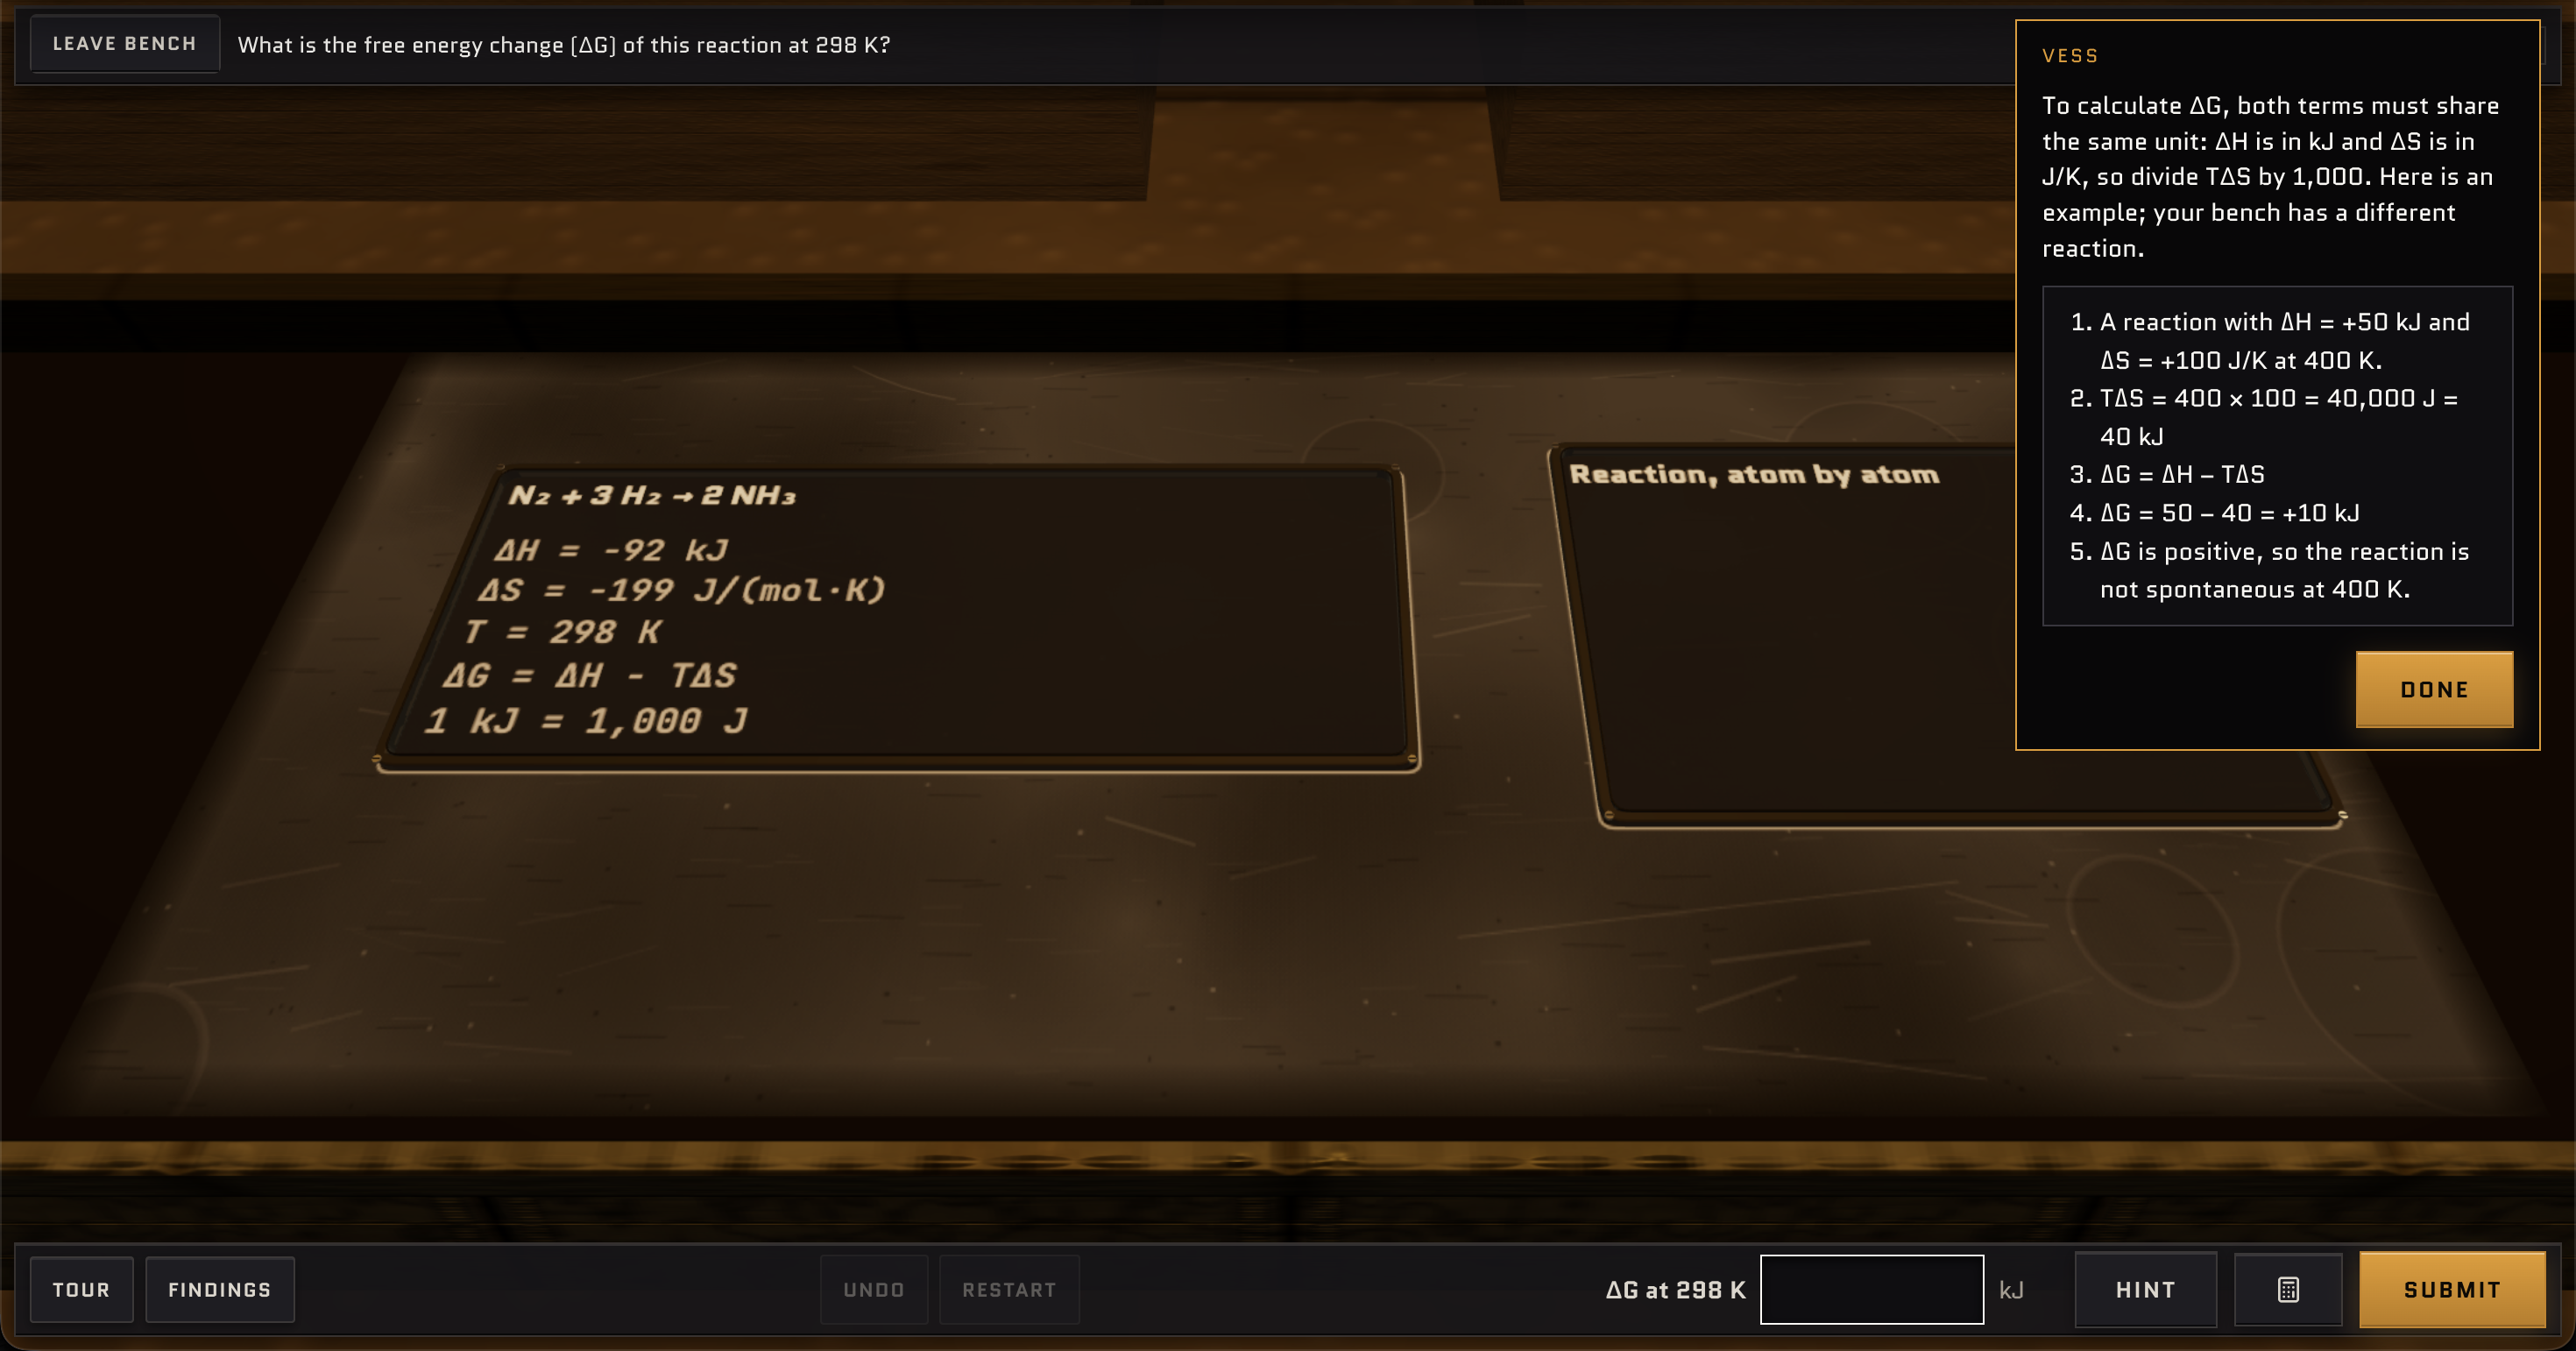 LEAVE BENCH
What is the free energy change (ΔG) of this reaction at 298 K?
VESS
To calculate ΔG, both terms must share
the same unit: ΔH is in kJ and ΔS is in
J/K, so divide TΔS by 1,000. Here is an
example; your bench has a different
reaction.
1. A reaction with ΔH = +50 kJ and
ΔS = +100 J/K at 400 K.
2. TΔS = 400 × 100 = 40,000 J =
40 kJ
3. ΔG = ΔH – TΔS
4. ΔG = 50 – 40 = +10 kJ
5. ΔG is positive, so the reaction is
not spontaneous at 400 K.
DONE
N₂ + 3 H₂ → 2 NH₃
ΔH = -92 kJ
ΔS = -199 J/(mol·K)
T = 298 K
ΔG = ΔH - TΔS
1 kJ = 1,000 J
Reaction, atom by atom
TOUR
FINDINGS
UNDO
RESTART
ΔG at 298 K
kJ
HINT
SUBMIT